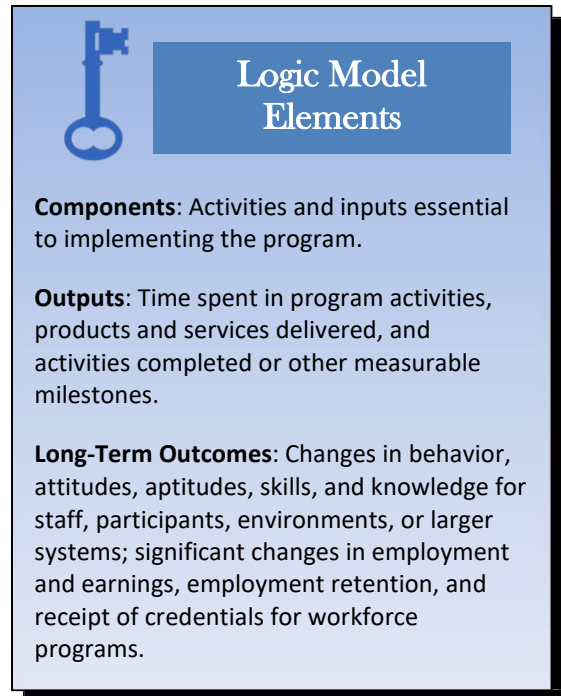 Logic Model
Elements
Components: Activities and inputs essential
to implementing the program.
Outputs: Time spent in program activities,
products and services delivered, and
activities completed or other measurable
milestones.
Long-Term Outcomes: Changes in behavior,
attitudes, aptitudes, skills, and knowledge for
staff, participants, environments, or larger
systems; significant changes in employment
and earnings, employment retention, and
receipt of credentials for workforce
programs.